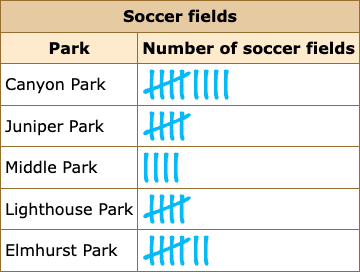 Soccer fields
Park Number of soccer fields
Canyon Park
Juniper Park
Middle Park
Lighthouse Park
Elmhurst Park